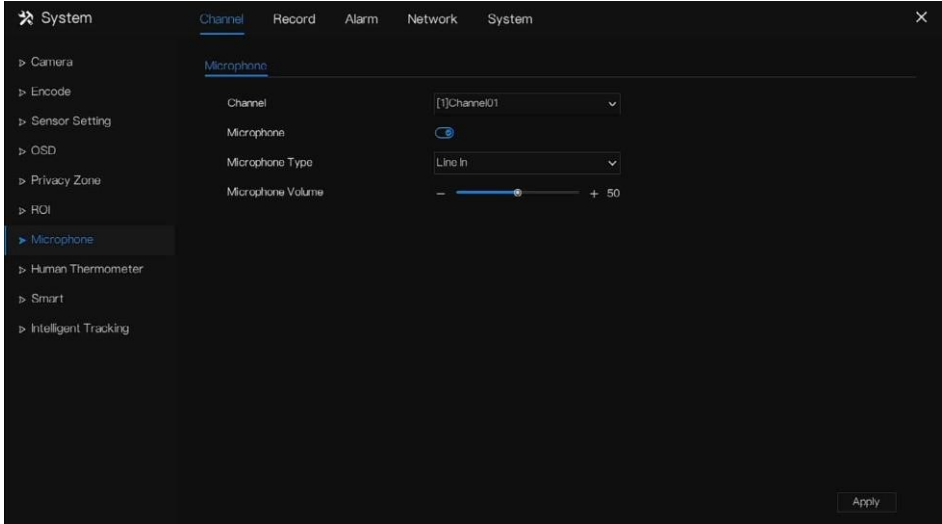 System
Channel Record Alarm Network System
Camera
Encode
Sensor Setting
OSD
Privacy Zone
ROI
Microphone
Human Thermometer
Smart
Intelligent Tracking
Microphone
Channel [1]Channel01
Microphone
Microphone Type Line In
Microphone Volume − + 50
Apply